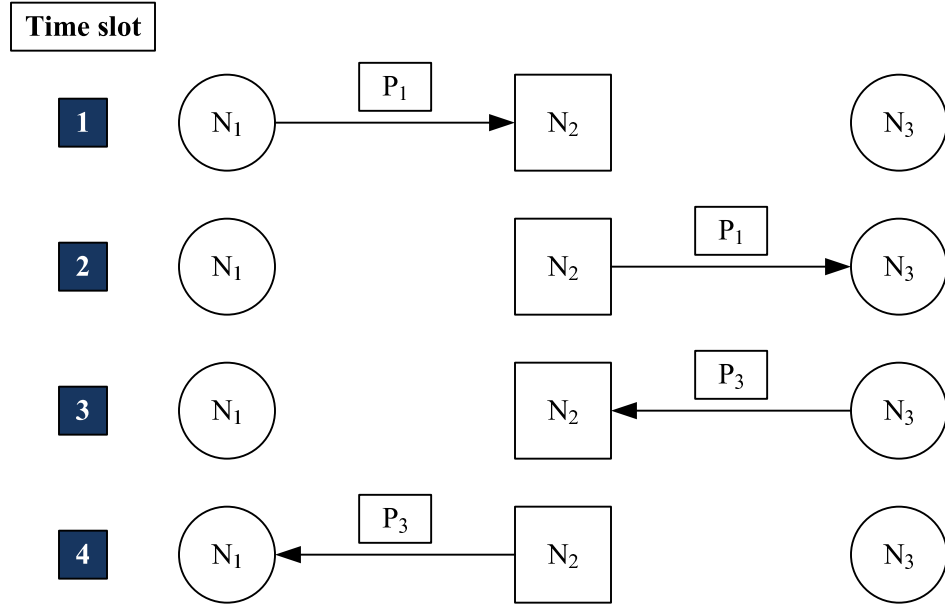 Time slot
P₁
1 N₁ N₂ N₃
P₁
2 N₁ N₂ N₃
P₃
3 N₁ N₂ N₃
P₃
4 N₁ N₂ N₃